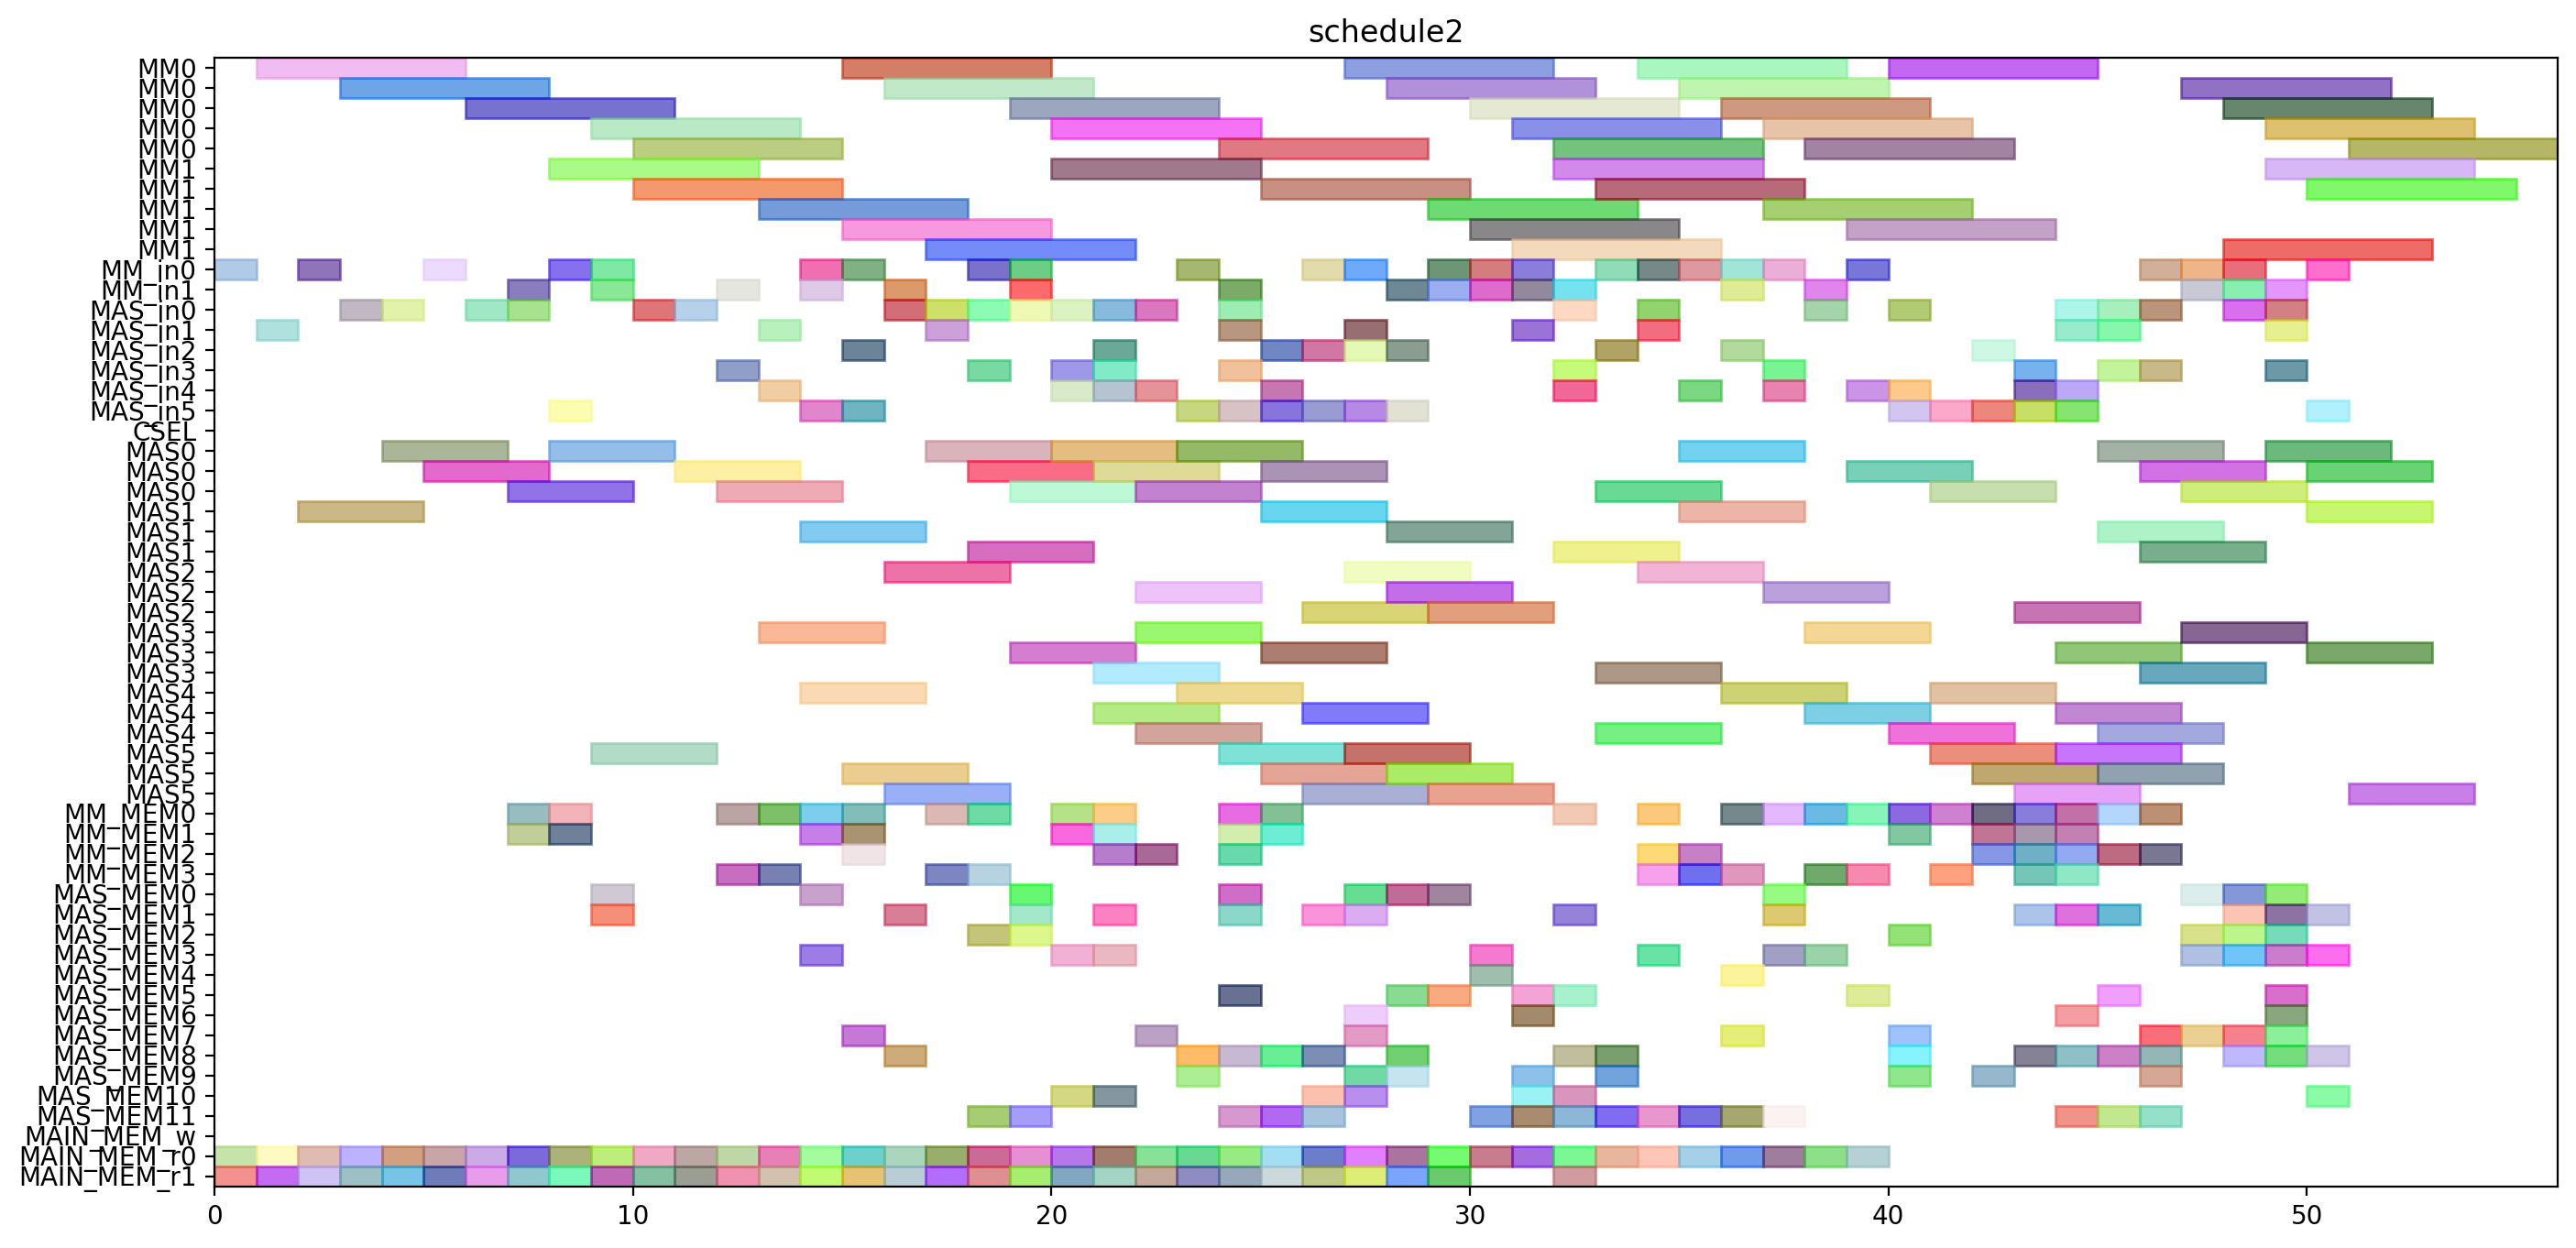 schedule2
MM0
MM0
MM0
MM0
MM0
MM1
MM1
MM1
MM1
MM1
MM_in0
MM_in1
MAS_in0
MAS_in1
MAS_in2
MAS_in3
MAS_in4
MAS_in5
CSEL
MAS0
MAS0
MAS0
MAS1
MAS1
MAS1
MAS2
MAS2
MAS2
MAS3
MAS3
MAS3
MAS4
MAS4
MAS4
MAS5
MAS5
MAS5
MM_MEM0
MM_MEM1
MM_MEM2
MM_MEM3
MAS_MEM0
MAS_MEM1
MAS_MEM2
MAS_MEM3
MAS_MEM4
MAS_MEM5
MAS_MEM6
MAS_MEM7
MAS_MEM8
MAS_MEM9
MAS_MEM10
MAS_MEM11
MAIN_MEM_w
MAIN_MEM_r0
MAIN_MEM_r1
0 10 20 30 40 50